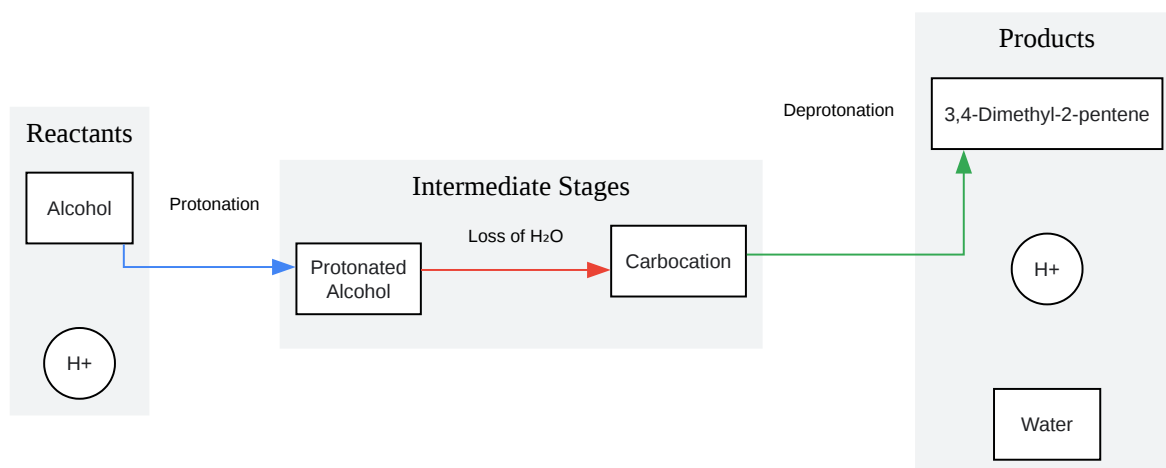 Reactants
Alcohol
H+
Protonation
Intermediate Stages
Protonated
Alcohol
Loss of H₂O
Carbocation
Deprotonation
Products
3,4-Dimethyl-2-pentene
H+
Water